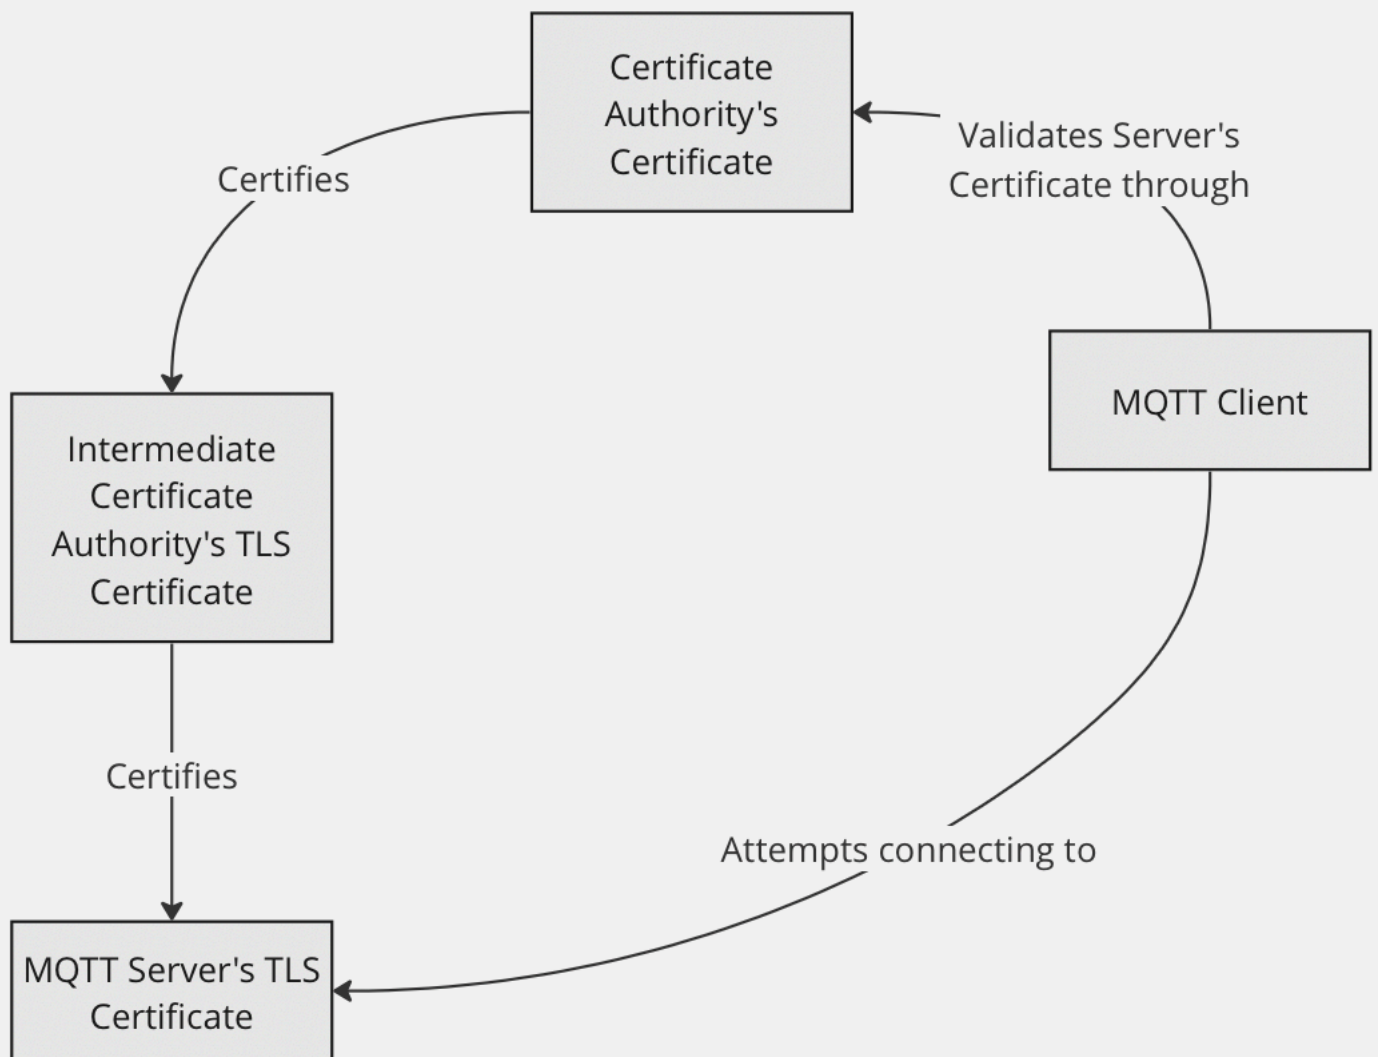 Certificate
Authority's
Certificate
Validates Server's
Certificate through
Certifies
MQTT Client
Intermediate
Certificate
Authority's TLS
Certificate
Certifies
Attempts connecting to
MQTT Server's TLS
Certificate